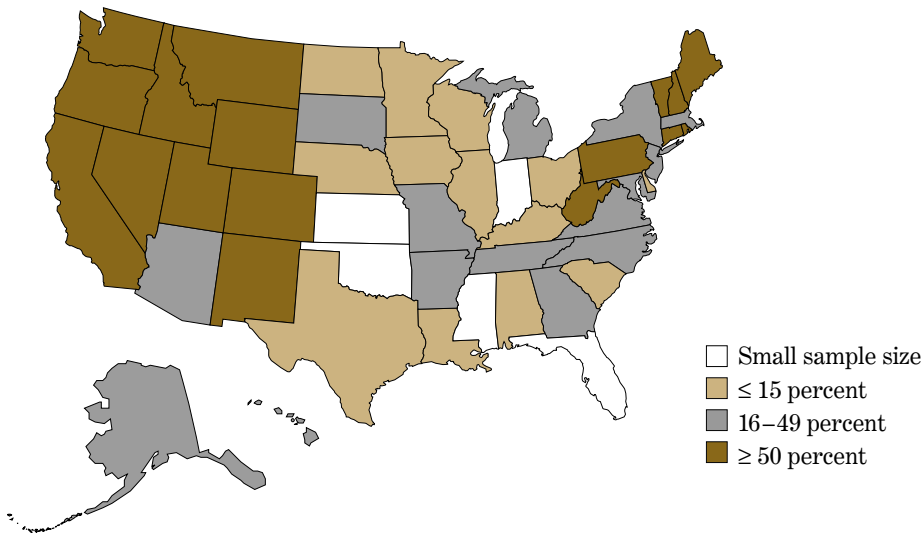 Small sample size
≤ 15 percent
16–49 percent
≥ 50 percent